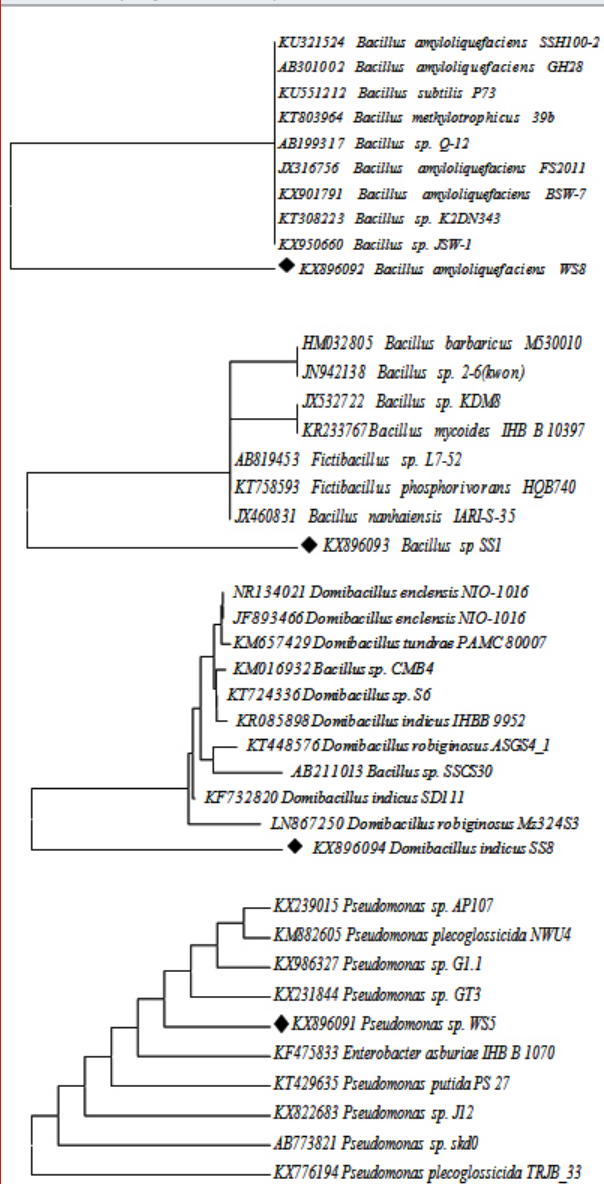 KU321524 Bacillus amyloliquefaciens SSH100-2
AB301002 Bacillus amyloliquefaciens GH28
KU551212 Bacillus subtilis P73
KT803964 Bacillus methylotrophicus 39b
AB199317 Bacillus sp. Q-12
JX316756 Bacillus amyloliquefaciens FS2011
KX901791 Bacillus amyloliquefaciens BSW-7
KT308223 Bacillus sp. K2DN343
KX950660 Bacillus sp. JSW-1
KX896092 Bacillus amyloliquefaciens WS8
HM032805 Bacillus barbaricus M530010
JN942138 Bacillus sp. 2-6(kwon)
JX532722 Bacillus sp. KDM8
KR233767Bacillus mycoides IHB B 10397
AB819453 Fictibacillus sp. L7-52
KT758593 Fictibacillus phosphorivorans HQB740
JX460831 Bacillus nanhaiensis IARI-S-35
KX896093 Bacillus sp SS1
NR134021 Domibacillus enclensis NIO-1016
JF893466 Domibacillus enclensis NIO-1016
KM657429 Domibacillus tundrae PAMC 80007
KM016932 Bacillus sp. CMB4
KT724336 Domibacillus sp. S6
KR085898 Domibacillus indicus IHBB 9952
KT448576 Domibacillus robiginosus ASGS4_1
AB211013 Bacillus sp. SSCS30
KF732820 Domibacillus indicus SD111
LN867250 Domibacillus robiginosus Ms324S3
KX896094 Domibacillus indicus SS8
KX239015 Pseudomonas sp. AP107
KM882605 Pseudomonas plecoglossicida NWU4
KX986327 Pseudomonas sp. G1.1
KX231844 Pseudomonas sp. GT3
KX896091 Pseudomonas sp. WS5
KF475833 Enterobacter asburiae IHB B 1070
KT429635 Pseudomonas putida PS 27
KX822683 Pseudomonas sp. J12
AB773821 Pseudomonas sp. skd0
KX776194 Pseudomonas plecoglossicida TRJB_33